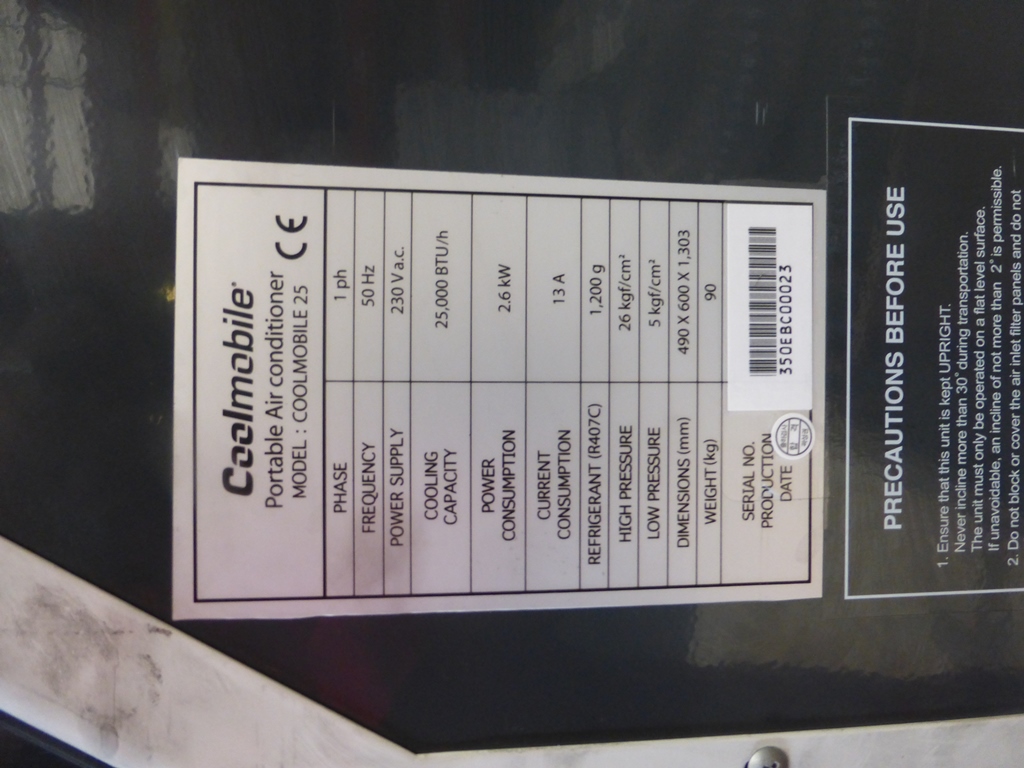 Coolmobile
Portable Air conditioner
MODEL : COOLMOBILE 25 CE
PHASE 1 ph
FREQUENCY 50 Hz
POWER SUPPLY 230 V a.c.
COOLING
CAPACITY 25,000 BTU/h
POWER
CONSUMPTION 2.6 kW
CURRENT
CONSUMPTION 13 A
REFRIGERANT (R407C) 1,200 g
HIGH PRESSURE 26 kgf/cm²
LOW PRESSURE 5 kgf/cm²
DIMENSIONS (mm) 490 X 600 X 1,303
WEIGHT (kg) 90
SERIAL NO.
PRODUCTION
DATE
350EBC00023
PRECAUTIONS BEFORE USE
1. Ensure that this unit is kept UPRIGHT.
Never incline more than 30° during transportation.
The unit must only be operated on a flat level surface.
If unavoidable, an incline of not more than 2° is permissible.
2. Do not block or cover the air inlet filter panels and do not